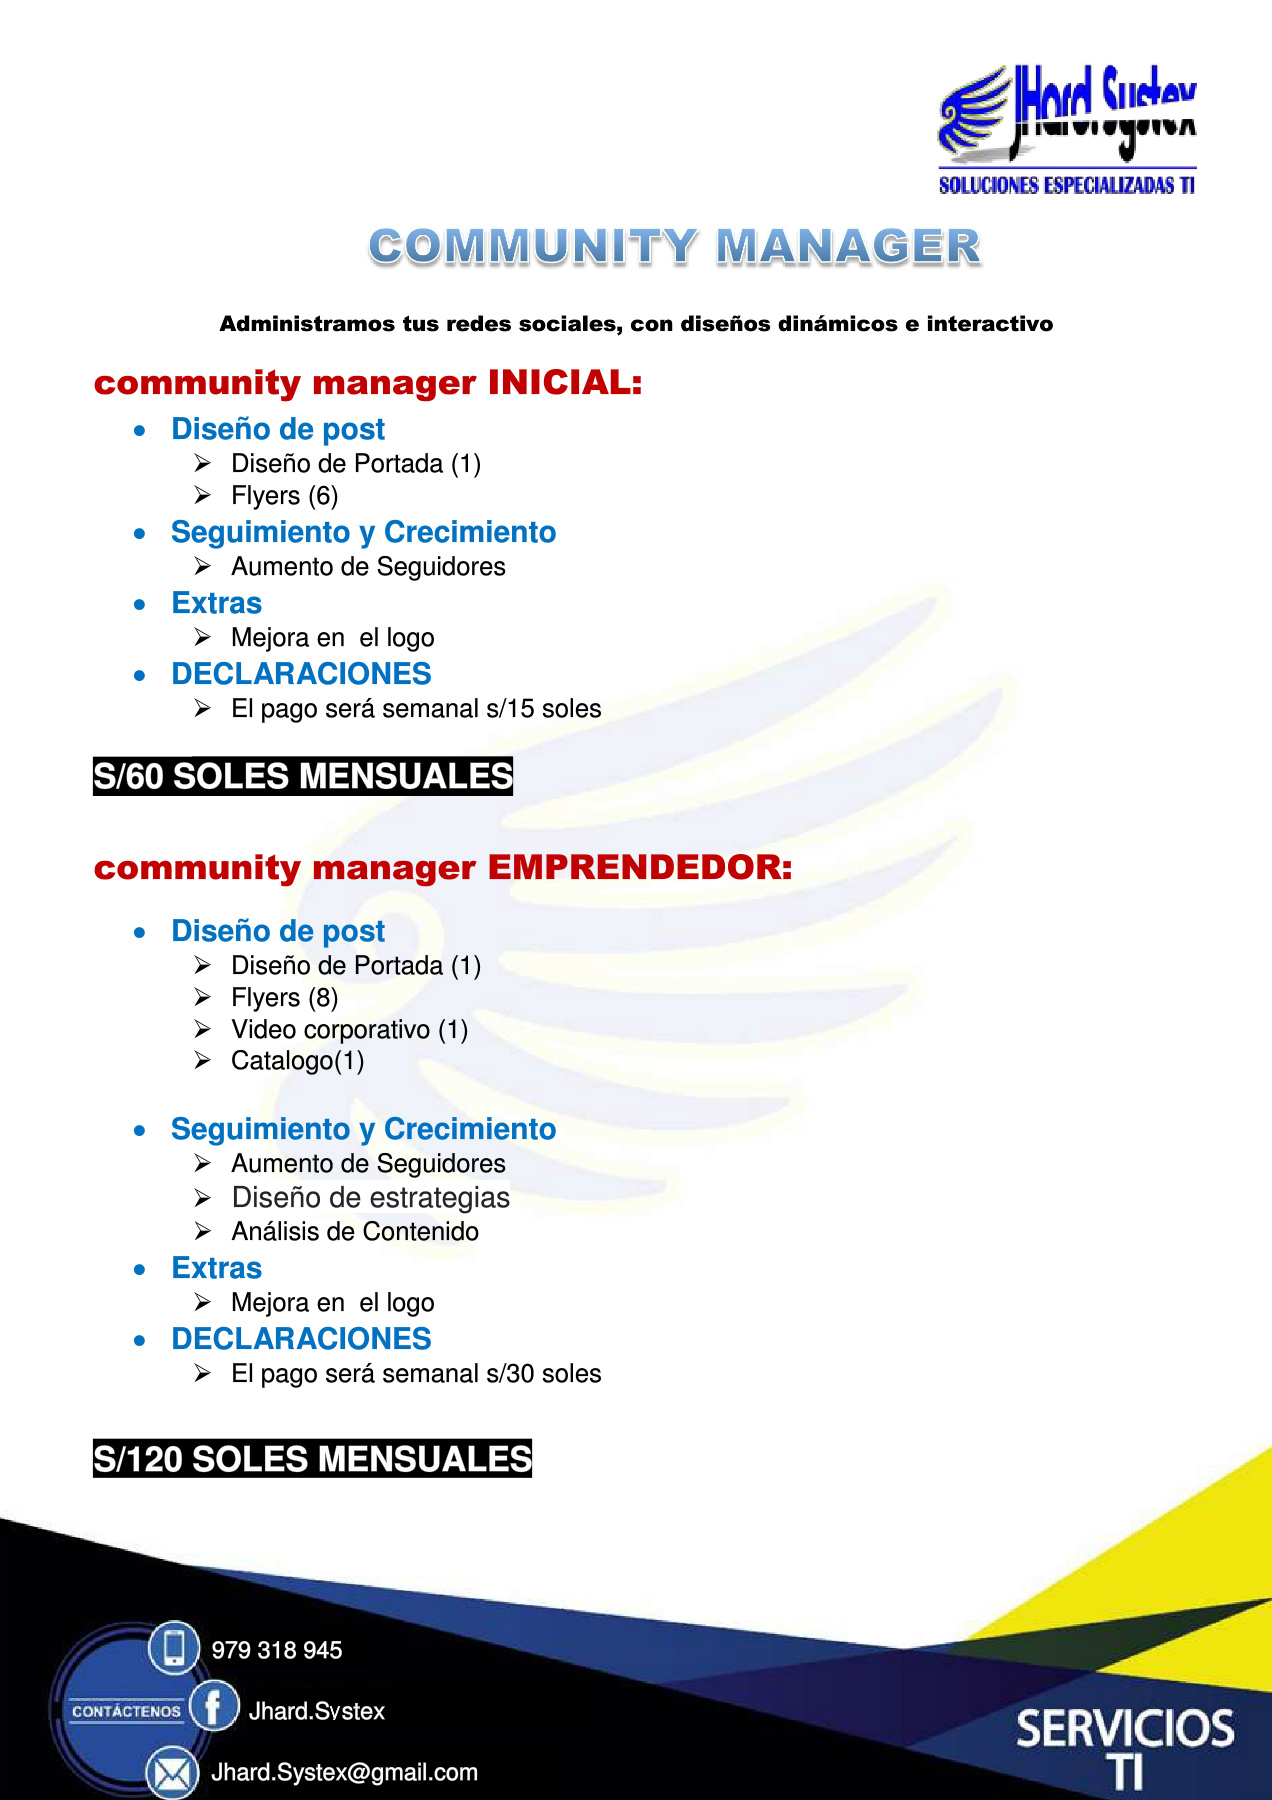 JHard Systex
SOLUCIONES ESPECIALIZADAS TI
COMMUNITY MANAGER
Administramos tus redes sociales, con diseños dinámicos e interactivo
community manager INICIAL:
• Diseño de post
➢ Diseño de Portada (1)
➢ Flyers (6)
• Seguimiento y Crecimiento
➢ Aumento de Seguidores
• Extras
➢ Mejora en  el logo
• DECLARACIONES
➢ El pago será semanal s/15 soles
S/60 SOLES MENSUALES
community manager EMPRENDEDOR:
• Diseño de post
➢ Diseño de Portada (1)
➢ Flyers (8)
➢ Video corporativo (1)
➢ Catalogo(1)
• Seguimiento y Crecimiento
➢ Aumento de Seguidores
➢ Diseño de estrategias
➢ Análisis de Contenido
• Extras
➢ Mejora en  el logo
• DECLARACIONES
➢ El pago será semanal s/30 soles
S/120 SOLES MENSUALES
979 318 945
CONTÁCTENOS
Jhard.Systex
Jhard.Systex@gmail.com
SERVICIOS
TI